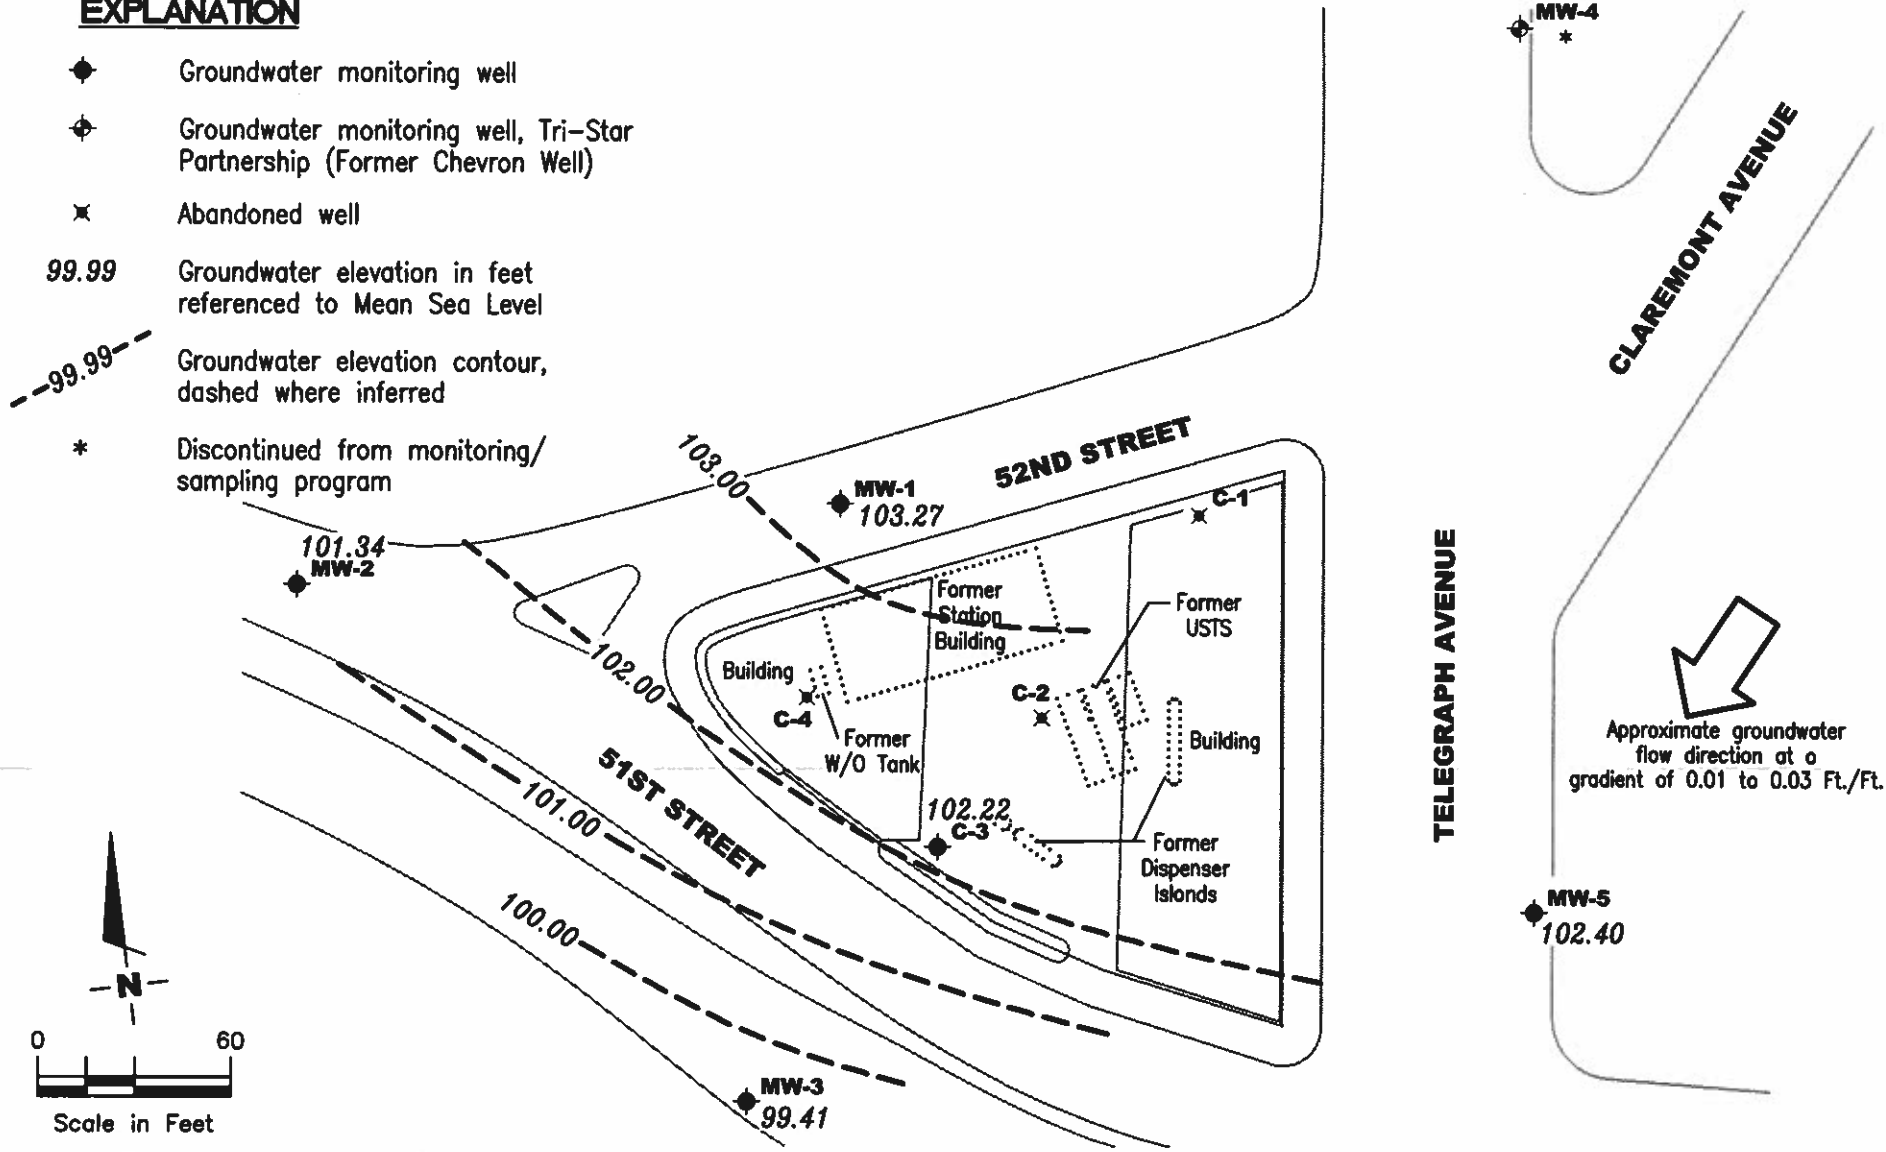 EXPLANATION
Groundwater monitoring well
Groundwater monitoring well, Tri-Star
Partnership (Former Chevron Well)
Abandoned well
99.99
Groundwater elevation in feet
referenced to Mean Sea Level
99.99
Groundwater elevation contour,
dashed where inferred
*
Discontinued from monitoring/
sampling program
MW-4
*
CLAREMONT AVENUE
52ND STREET
103.00
MW-1
103.27
C-1
101.34
MW-2
Former
Station
Building
Former
USTS
102.00
Building
C-4
C-2
Former
W/O Tank
Building
TELEGRAPH AVENUE
Approximate groundwater
flow direction at a
gradient of 0.01 to 0.03 Ft./Ft.
51ST STREET
101.00
102.22
C-3
Former
Dispenser
Islands
100.00
MW-5
102.40
N
0 60
Scale in Feet
MW-3
99.41